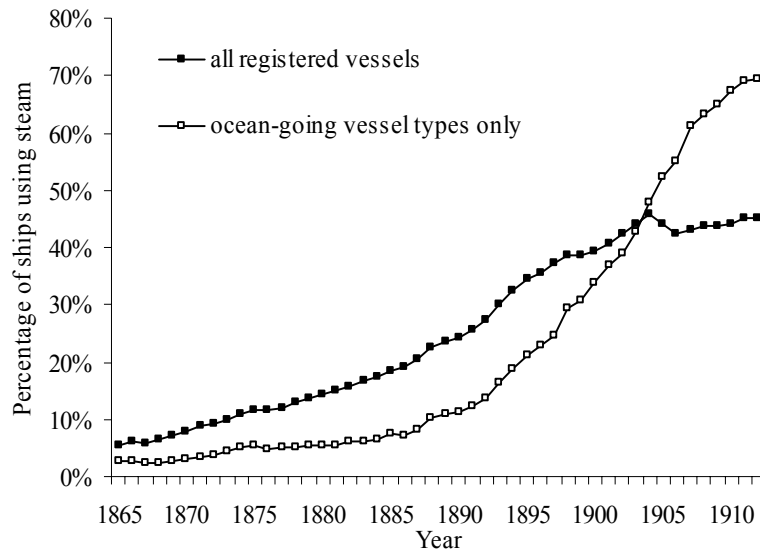 80%
70%
60%
50%
40%
30%
20%
10%
0%
Percentage of ships using steam
all registered vessels
ocean-going vessel types only
1865 1870 1875 1880 1885 1890 1895 1900 1905 1910
Year